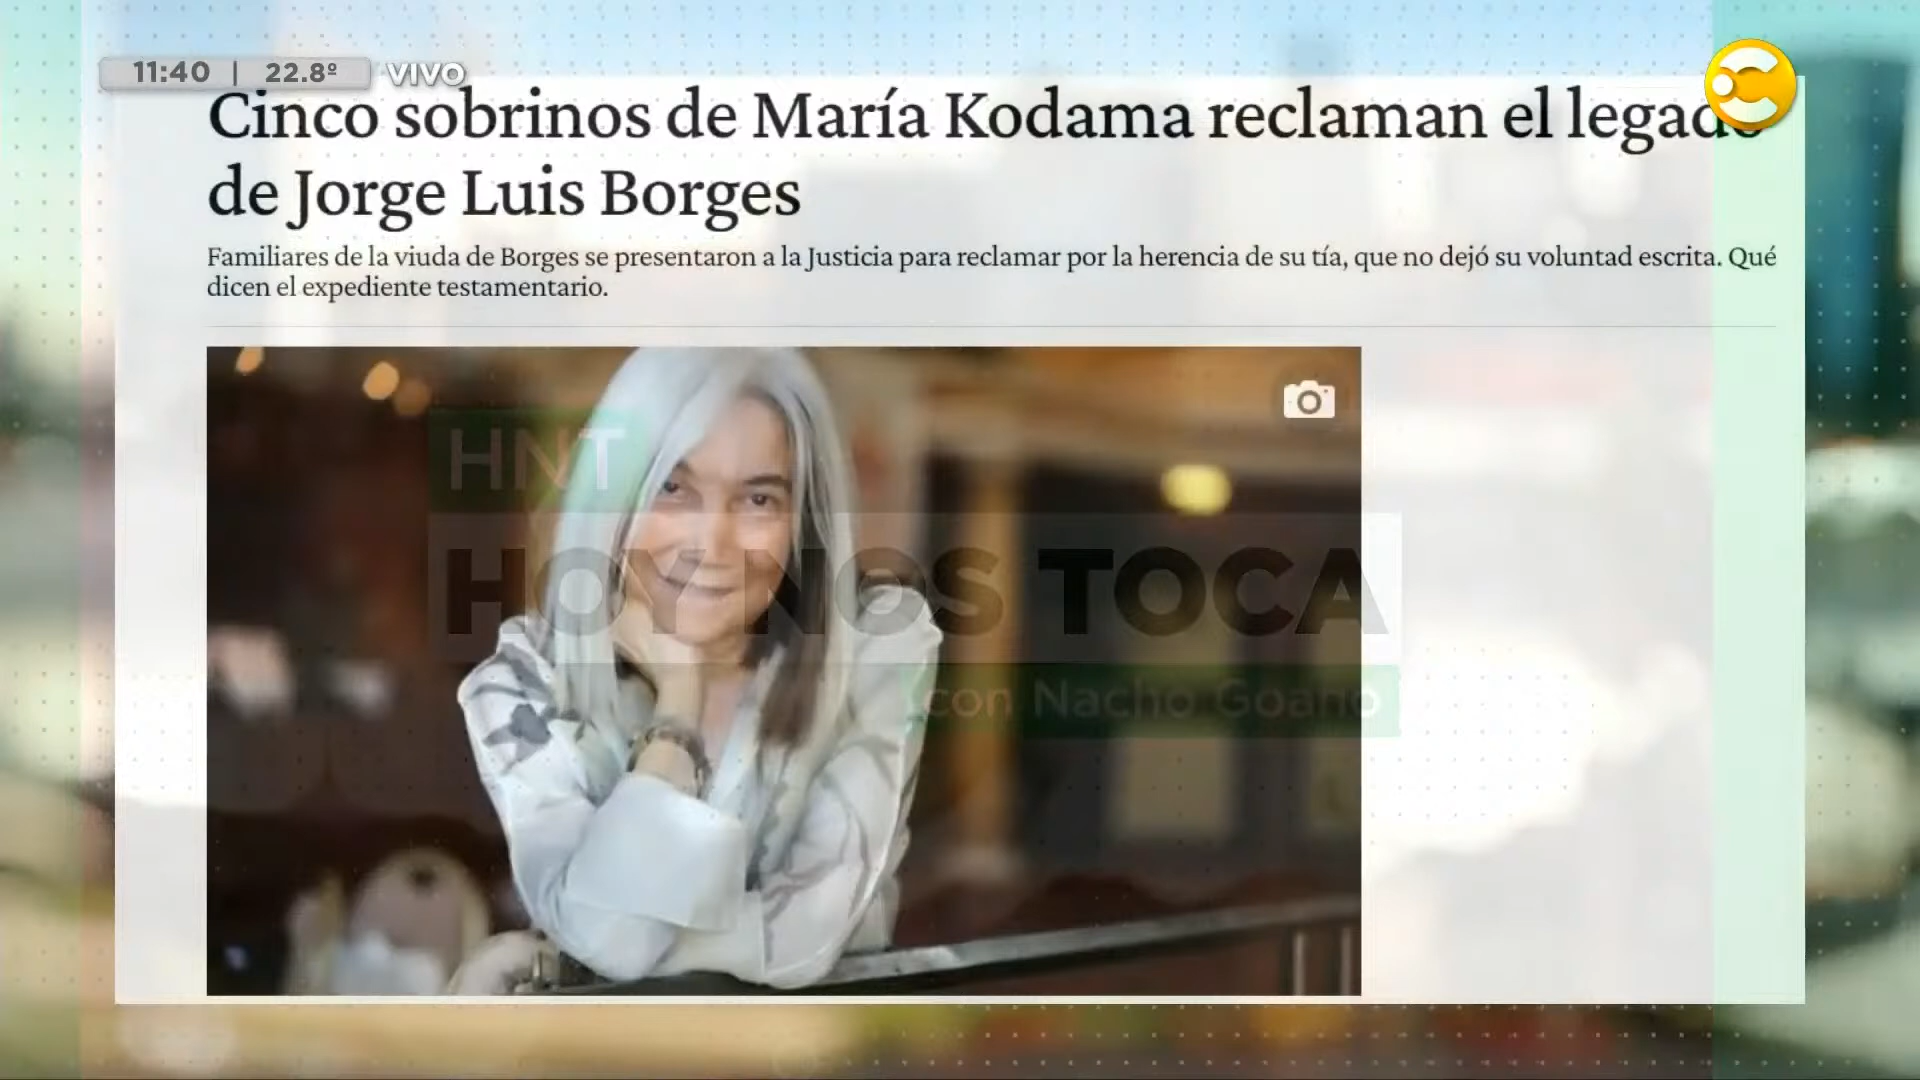 11:40 | 22.8º VIVO
Cinco sobrinos de María Kodama reclaman el legado
de Jorge Luis Borges
Familiares de la viuda de Borges se presentaron a la Justicia para reclamar por la herencia de su tía, que no dejó su voluntad escrita. Qué
dicen el expediente testamentario.
HNT
HOY NOS TOCA
con Nacho Goano